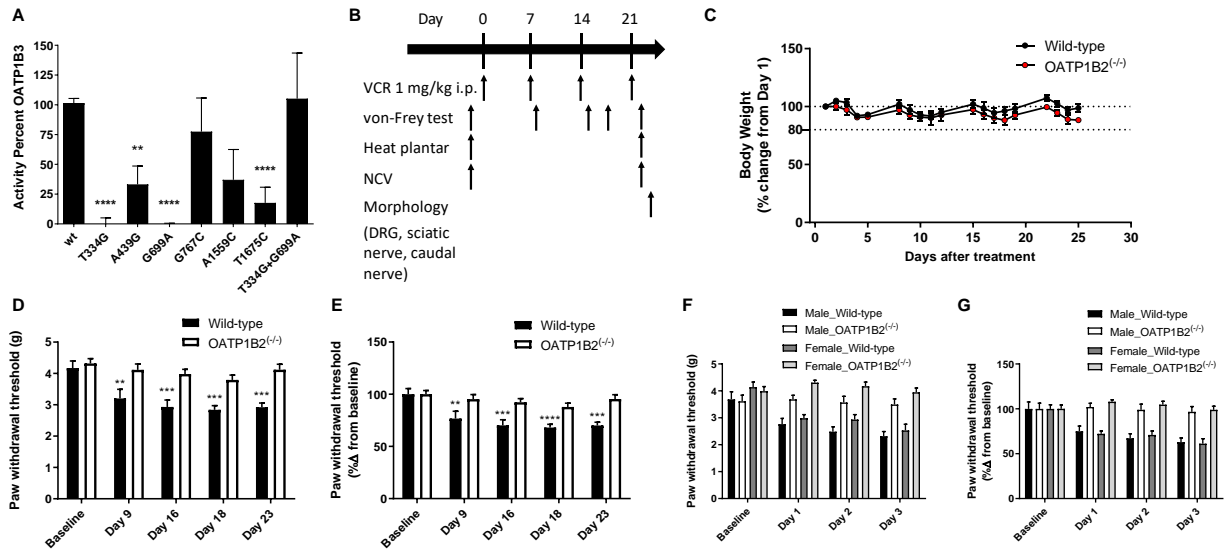 A
Activity Percent OATP1B3
150
125
100
75
50
25
0
****
**
****
****
wt
T334G
A439G
G699A
G767C
A1559C
T1675C
T334G+G699A
B
Day 0 7 14 21
VCR 1 mg/kg i.p.
von-Frey test
Heat plantar
NCV
Morphology
(DRG, sciatic
nerve, caudal
nerve)
C
Wild-type
OATP1B2(-/-)
Body Weight
(% change from Day 1)
150
100
80
50
0
0 5 10 15 20 25 30
Days after treatment
D
Wild-type
OATP1B2(-/-)
Paw withdrawal threshold (g)
5
4
3
2
1
0
** *** *** ***
Baseline
Day 9
Day 16
Day 18
Day 23
E
Wild-type
OATP1B2(-/-)
Paw withdrawal threshold
(%Δ from baseline)
150
100
50
0
** *** **** ***
Baseline
Day 9
Day 16
Day 18
Day 23
F
Male_Wild-type
Male_OATP1B2(-/-)
Female_Wild-type
Female_OATP1B2(-/-)
Paw withdrawal threshold (g)
5
4
3
2
1
0
Baseline
Day 1
Day 2
Day 3
G
Male_Wild-type
Male_OATP1B2(-/-)
Female_Wild-type
Female_OATP1B2(-/-)
Paw withdrawal threshold
(%Δ from baseline)
150
100
50
0
Baseline
Day 1
Day 2
Day 3